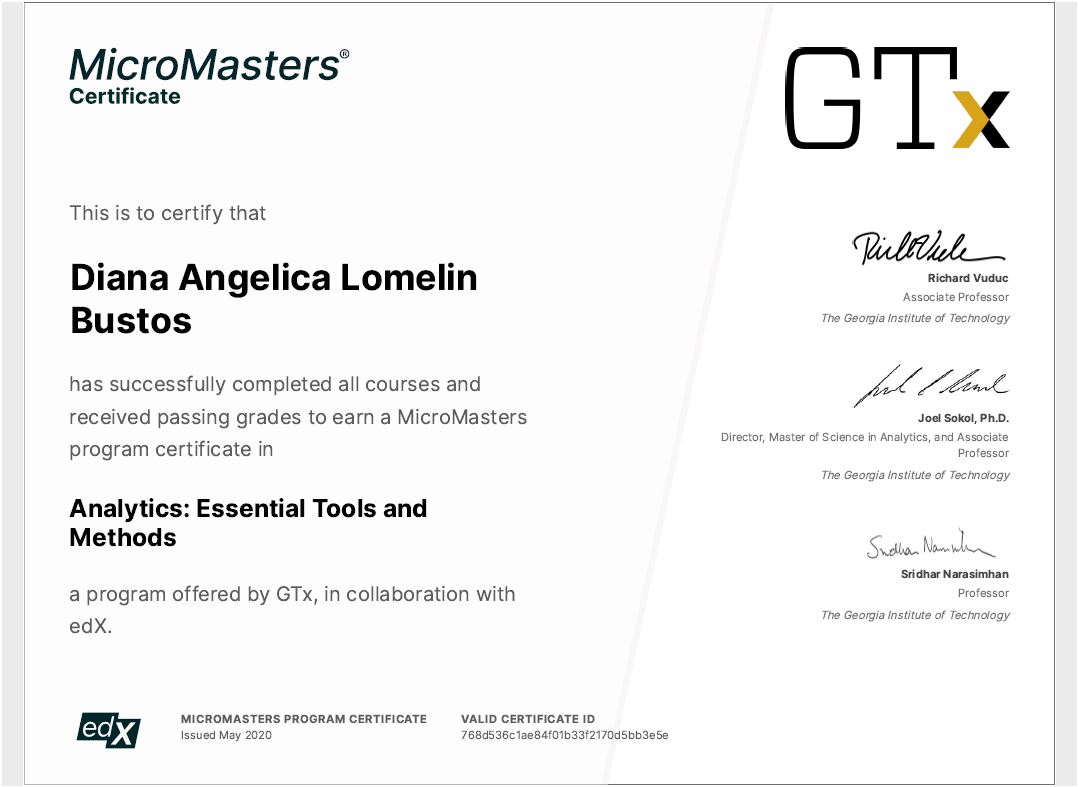 MicroMasters®
Certificate
GTx
This is to certify that
Diana Angelica Lomelin
Bustos
has successfully completed all courses and
received passing grades to earn a MicroMasters
program certificate in
Analytics: Essential Tools and
Methods
a program offered by GTx, in collaboration with
edX.
Richard Vuduc
Associate Professor
The Georgia Institute of Technology
Joel Sokol, Ph.D.
Director, Master of Science in Analytics, and Associate
Professor
The Georgia Institute of Technology
Sridhar Narasimhan
Professor
The Georgia Institute of Technology
edX
MICROMASTERS PROGRAM CERTIFICATE
Issued May 2020
VALID CERTIFICATE ID
768d536c1ae84f01b33f2170d5bb3e5e